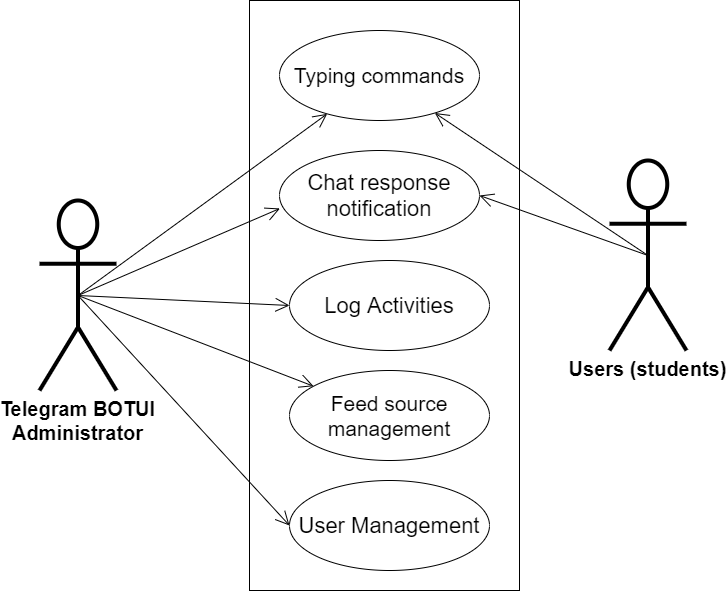 Typing commands
Chat response
notification
Log Activities
Feed source
management
User Management
Telegram BOTUI
Administrator
Users (students)